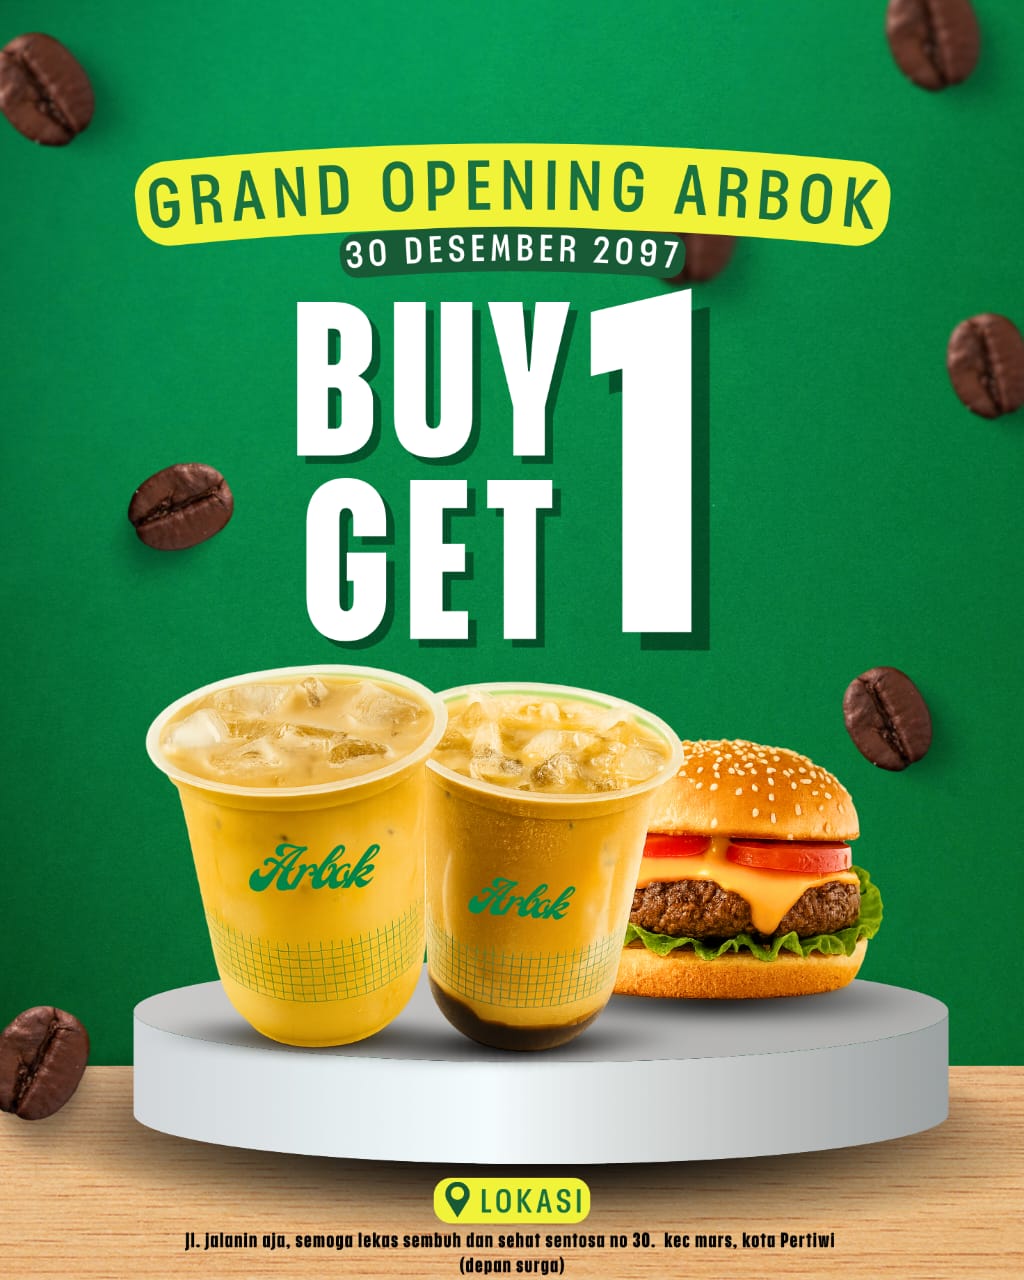 GRAND OPENING ARBOK
30 DESEMBER 2097
BUY 1
GET
Arbok
Arbok
LOKASI
Jl. jalanin aja, semoga lekas sembuh dan sehat sentosa no 30. kec mars, kota Pertiwi
(depan surga)